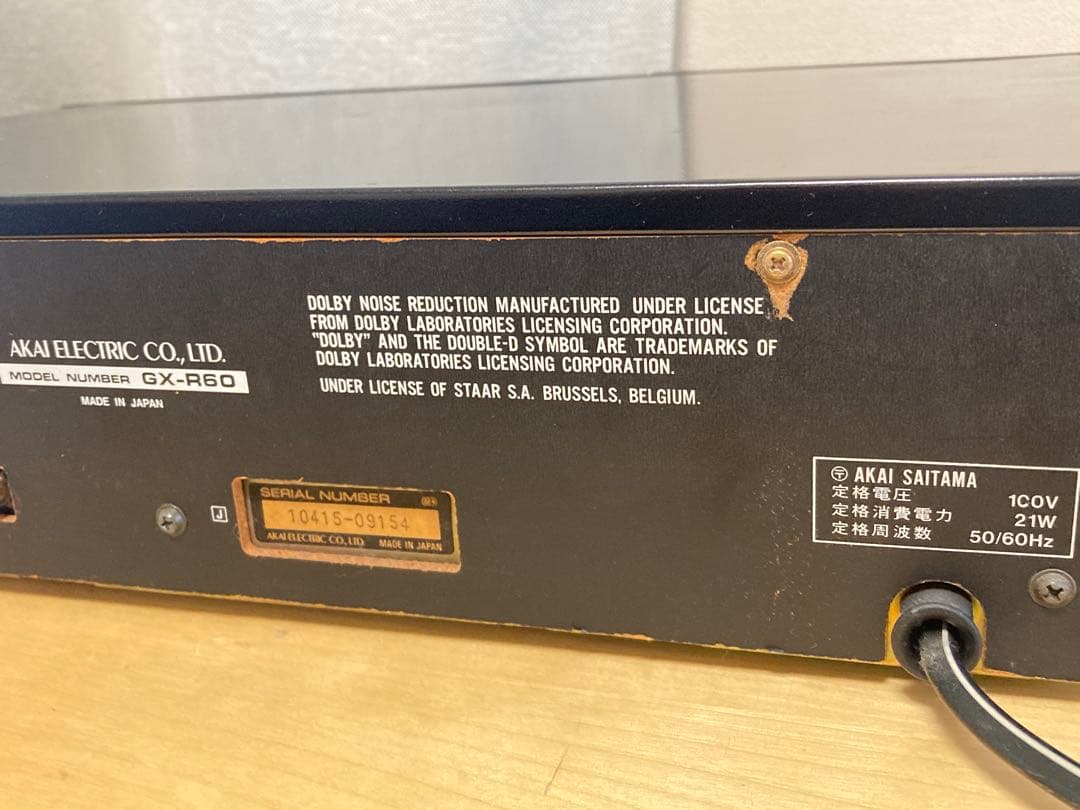 DOLBY NOISE REDUCTION MANUFACTURED UNDER LICENSE
FROM DOLBY LABORATORIES LICENSING CORPORATION.
"DOLBY" AND THE DOUBLE-D SYMBOL ARE TRADEMARKS OF
DOLBY LABORATORIES LICENSING CORPORATION.
UNDER LICENSE OF STAAR S.A. BRUSSELS, BELGIUM.
AKAI ELECTRIC CO., LTD.
MODEL NUMBER GX-R60
MADE IN JAPAN
J
SERIAL NUMBER
10415-09154
AKAI ELECTRIC CO., LTD. MADE IN JAPAN
〶 AKAI SAITAMA
定格電圧 100V
定格消費電力 21W
定格周波数 50/60Hz